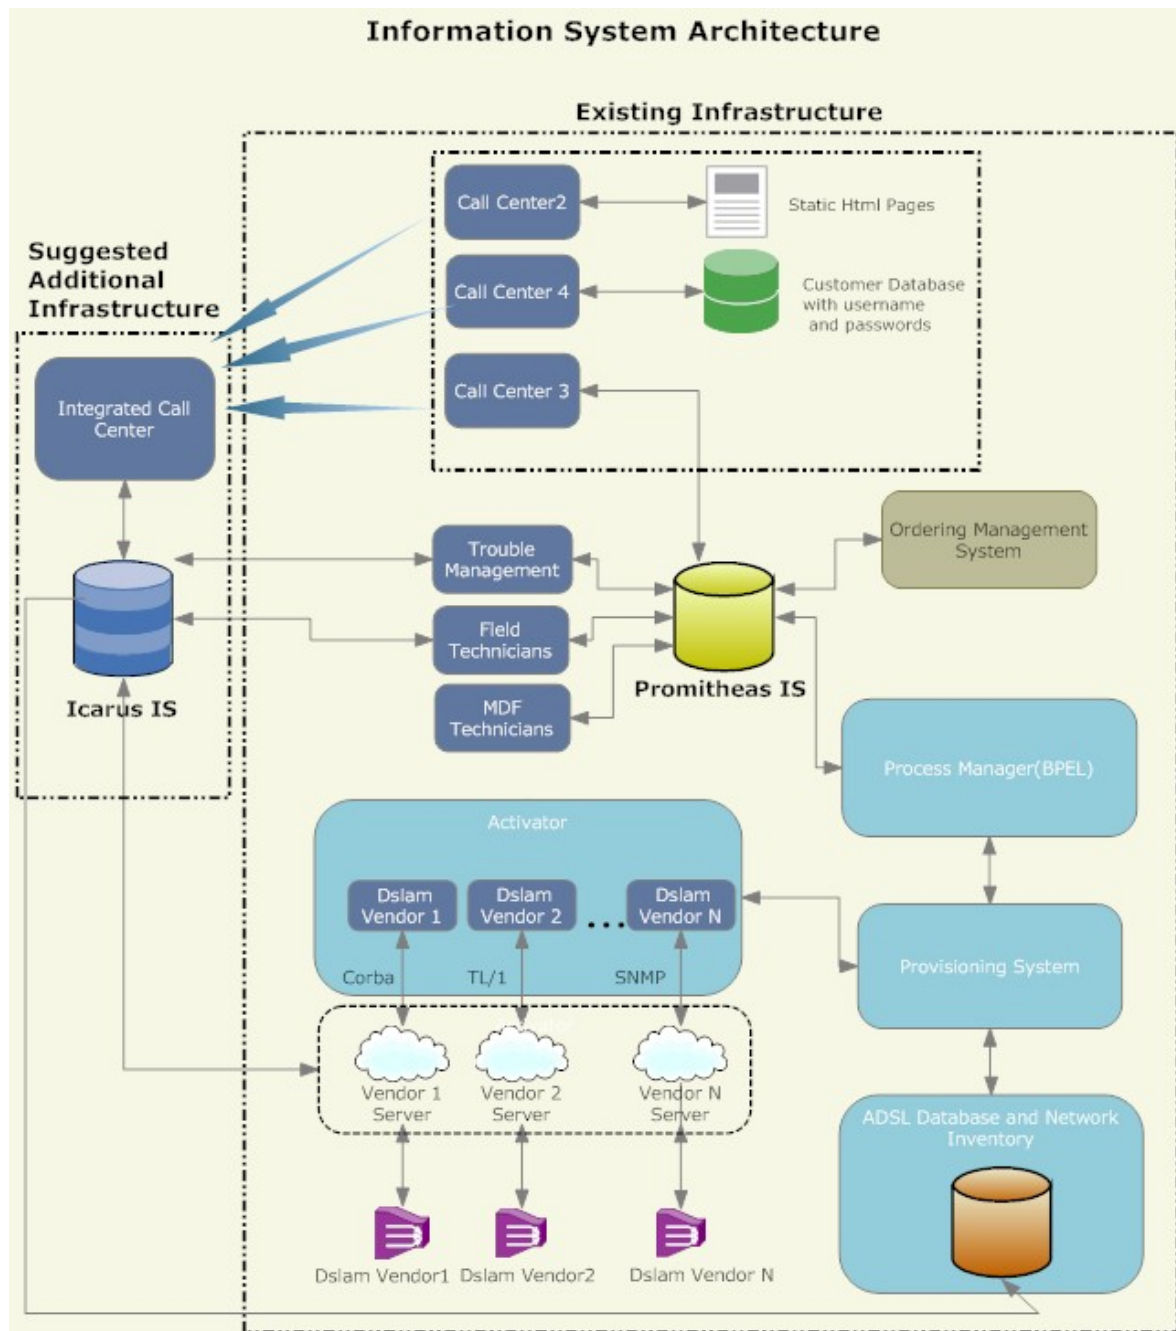 Information System Architecture
Existing Infrastructure
Call Center2
Static Html Pages
Suggested
Additional
Infrastructure
Call Center 4
Customer Database
with username
and passwords
Call Center 3
Integrated Call
Center
Ordering Management
System
Trouble
Management
Field
Technicians
MDF
Technicians
Promitheas IS
Icarus IS
Process Manager(BPEL)
Activator
Dslam
Vendor 1
Dslam
Vendor 2
...
Dslam
Vendor N
Corba
TL/1
SNMP
Provisioning System
Vendor 1
Server
Vendor 2
Server
Vendor N
Server
ADSL Database and Network
Inventory
Dslam Vendor1
Dslam Vendor2
Dslam Vendor N